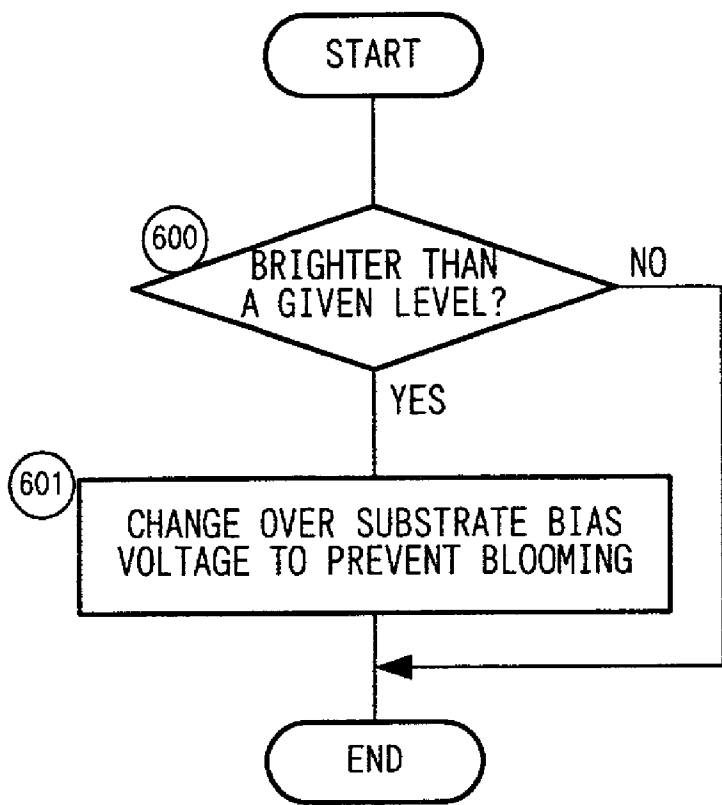 START
600
BRIGHTER THAN
A GIVEN LEVEL?
NO
YES
601
CHANGE OVER SUBSTRATE BIAS
VOLTAGE TO PREVENT BLOOMING
END